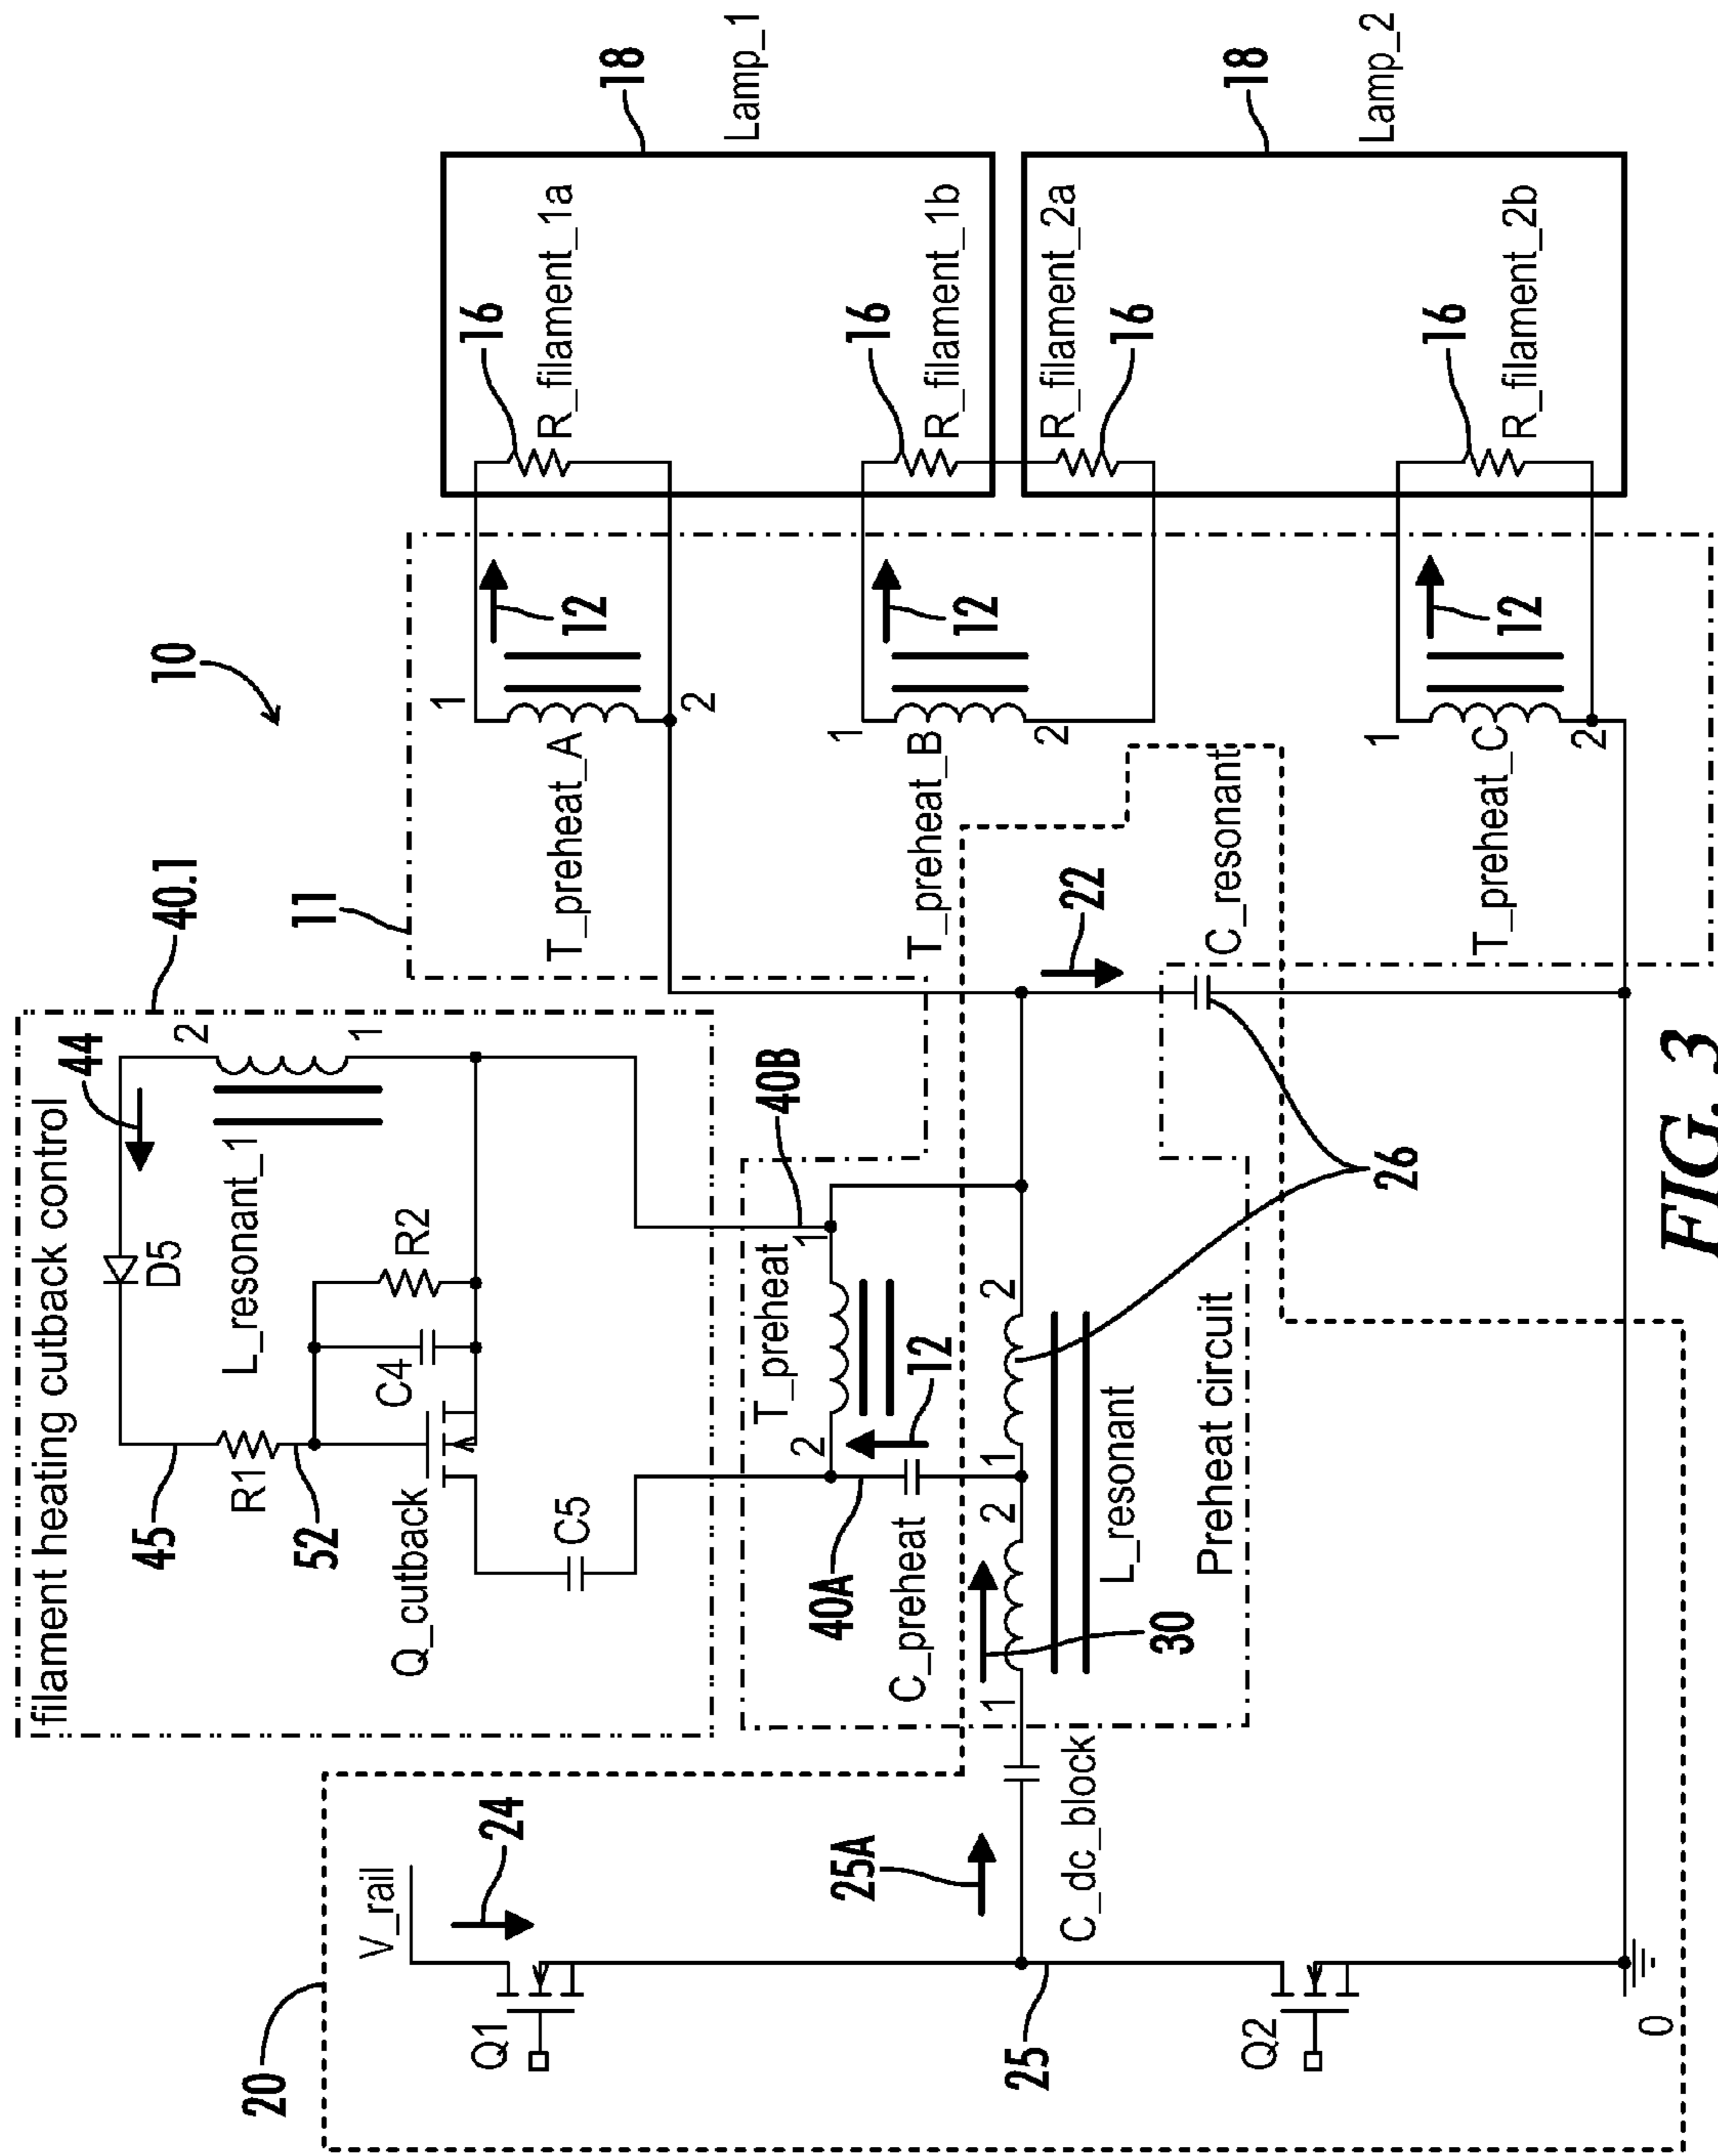 10
filament heating cutback control
40.1
44
D5
2
1
L_resonant_1
45
R1
52
R2
C4
Q_cutback
C5
11
1
2
T_preheat_A
12
16
R_filament_1a
18
Lamp_1
1
2
T_preheat_B
12
16
R_filament_1b
R_filament_2a
16
18
Lamp_2
1
2
T_preheat_C
12
16
R_filament_2b
40B
T_preheat
1
2
12
40A
C_preheat
30
1
2
1
2
L_resonant
Preheat circuit
22
C_resonant
26
20
V_rail
24
Q1
25A
C_dc_block
25
Q2
0
FIG. 3